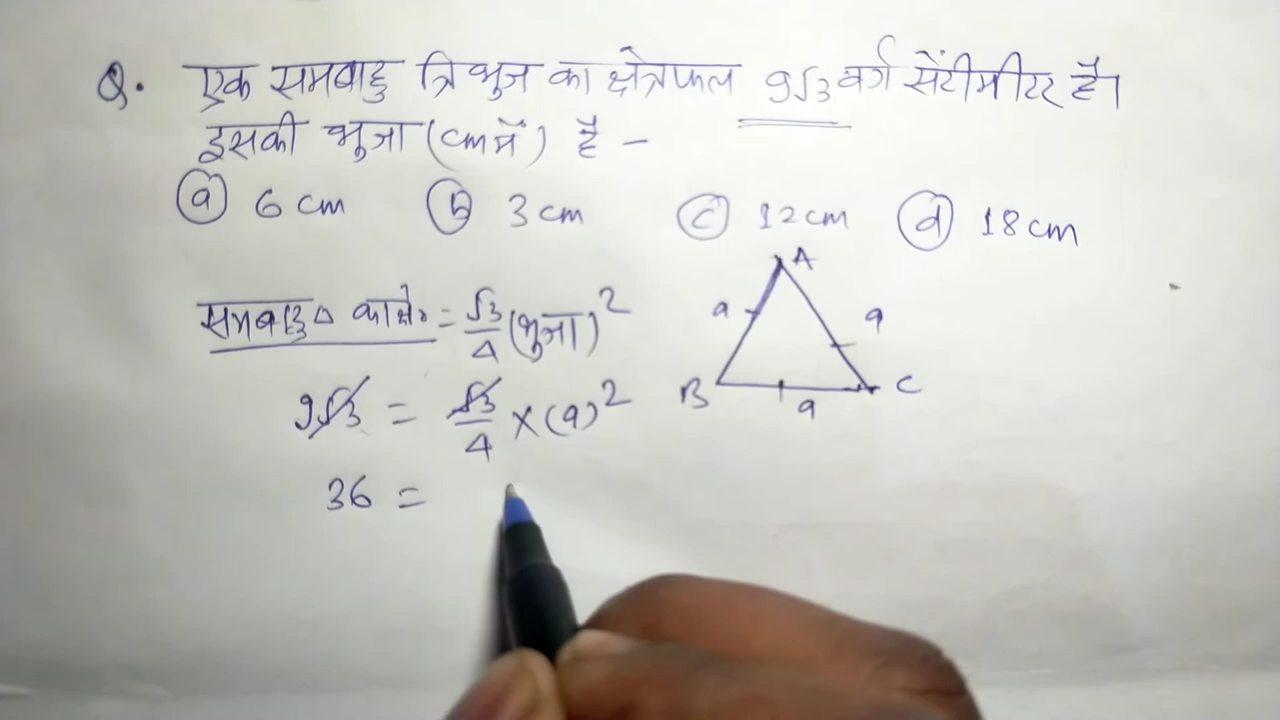 Q. एक समबाहु त्रिभुज का क्षेत्रफल 9√3 वर्ग सेंटीमीटर है।
इसकी भुजा (cm में) है -
(a) 6 cm (b) 3 cm (c) 12 cm (d) 18 cm
समबाहु △ का क्षे० = √3/4 (भुजा)²
9√3 = √3/4 × (a)²
36 =
A
a a
B a C